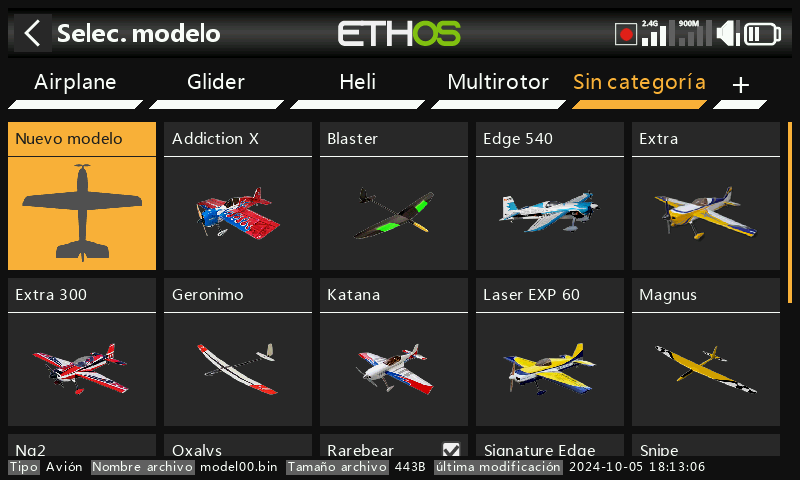 Selec. modelo ETHOS 2.4G 900M
Airplane Glider Heli Multirotor Sin categoría +
Nuevo modelo Addiction X Blaster Edge 540 Extra
Extra 300 Geronimo Katana Laser EXP 60 Magnus
Ng2 Oxalys Rarebear Signature Edge Snipe
Tipo Avión Nombre archivo model00.bin Tamaño archivo 443B última modificación 2024-10-05 18:13:06